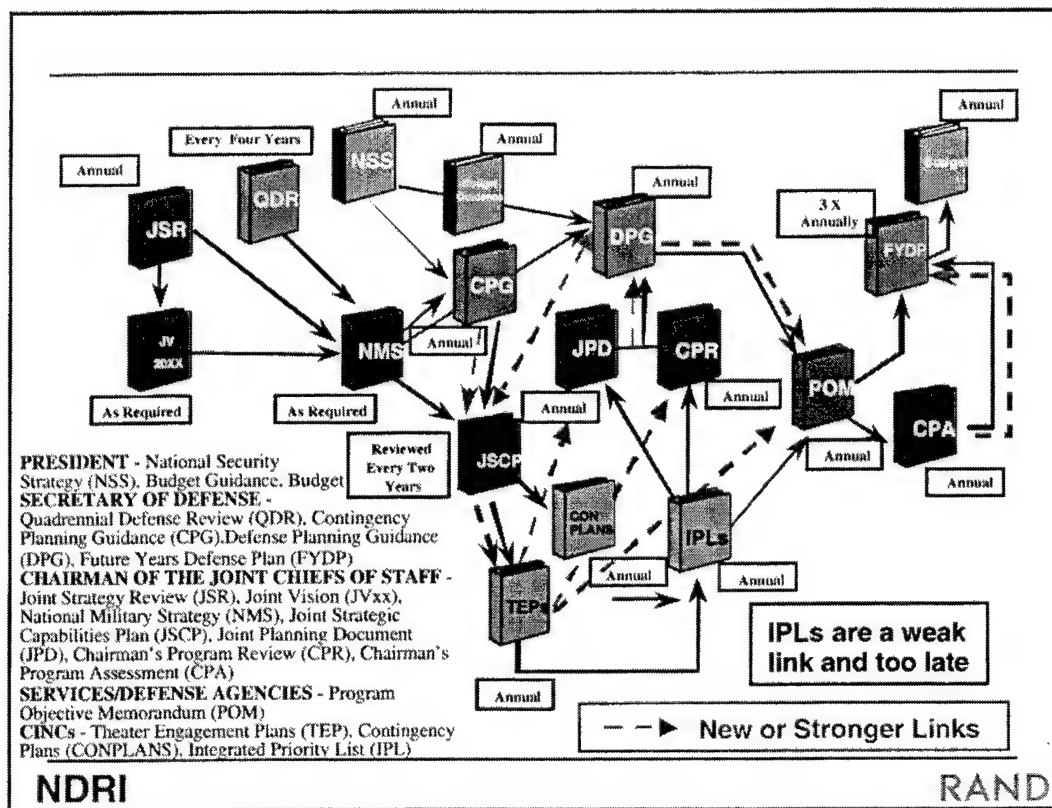 Annual
Annual
Annual
Every Four Years
NSS
Annual
Annual
QDR
3 X
Annually
JSR
DPG
FYDP
CPG
JV
20XX
NMS
Annual
JPD
CPR
POM
As Required
As Required
Annual
Annual
CPA
Reviewed
Every Two
Years
JSCP
Annual
Annual
CON
PLANS
IPLs
Annual
Annual
TEPs
Annual
PRESIDENT - National Security
Strategy (NSS), Budget Guidance, Budget
SECRETARY OF DEFENSE -
Quadrennial Defense Review (QDR), Contingency
Planning Guidance (CPG).Defense Planning Guidance
(DPG), Future Years Defense Plan (FYDP)
CHAIRMAN OF THE JOINT CHIEFS OF STAFF -
Joint Strategy Review (JSR), Joint Vision (JVxx),
National Military Strategy (NMS), Joint Strategic
Capabilities Plan (JSCP), Joint Planning Document
(JPD), Chairman's Program Review (CPR), Chairman's
Program Assessment (CPA)
SERVICES/DEFENSE AGENCIES - Program
Objective Memorandum (POM)
CINCs - Theater Engagement Plans (TEP), Contingency
Plans (CONPLANS), Integrated Priority List (IPL)
IPLs are a weak
link and too late
New or Stronger Links
NDRI
RAND